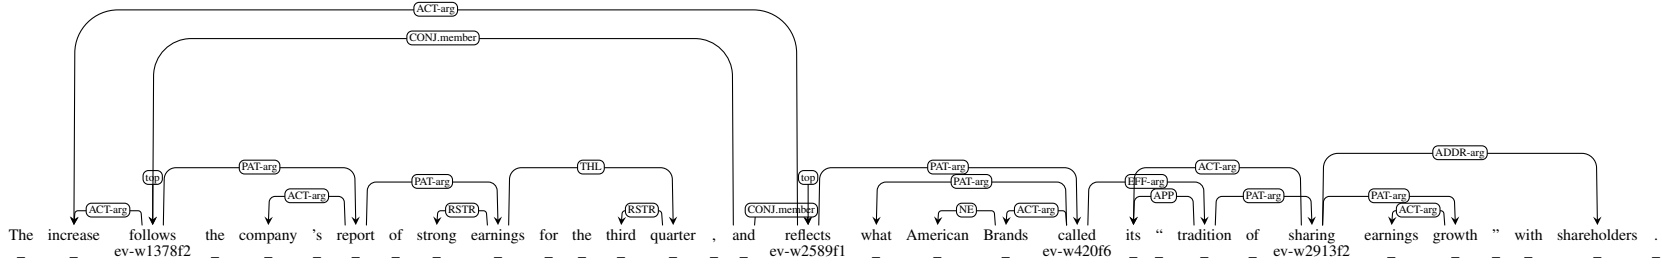 ACT-arg
CONJ.member
PAT-arg THL PAT-arg ACT-arg ADDR-arg
top PAT-arg top PAT-arg EFF-arg
ACT-arg APP PAT-arg PAT-arg
ACT-arg RSTR RSTR CONJ.member NE ACT-arg ACT-arg
The increase follows the company 's report of strong earnings for the third quarter , and reflects what American Brands called its “ tradition of sharing earnings growth ” with shareholders .
_ _ ev-w1378f2 _ _ _ _ _ _ _ _ _ _ _ _ _ ev-w2589f1 _ _ _ ev-w420f6 _ _ _ _ ev-w2913f2 _ _ _ _ _ _